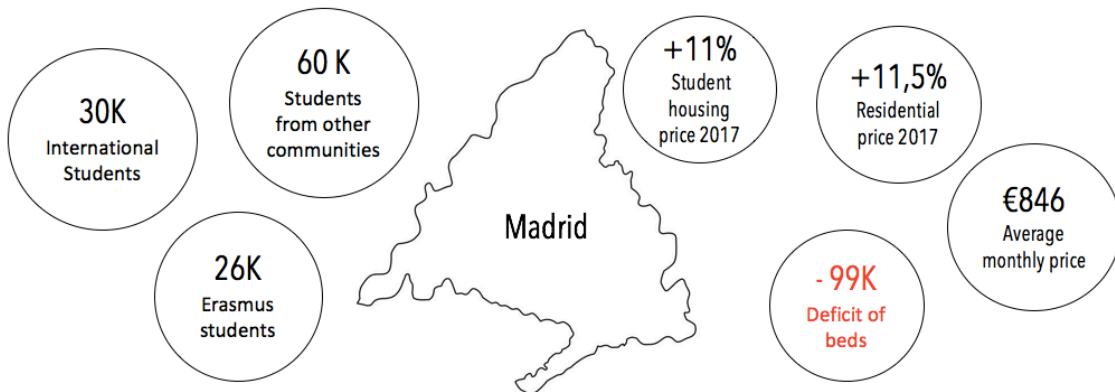 30K
International
Students
60 K
Students
from other
communities
26K
Erasmus
students
Madrid
+11%
Student
housing
price 2017
+11,5%
Residential
price 2017
€846
Average
monthly price
- 99K
Deficit of
beds